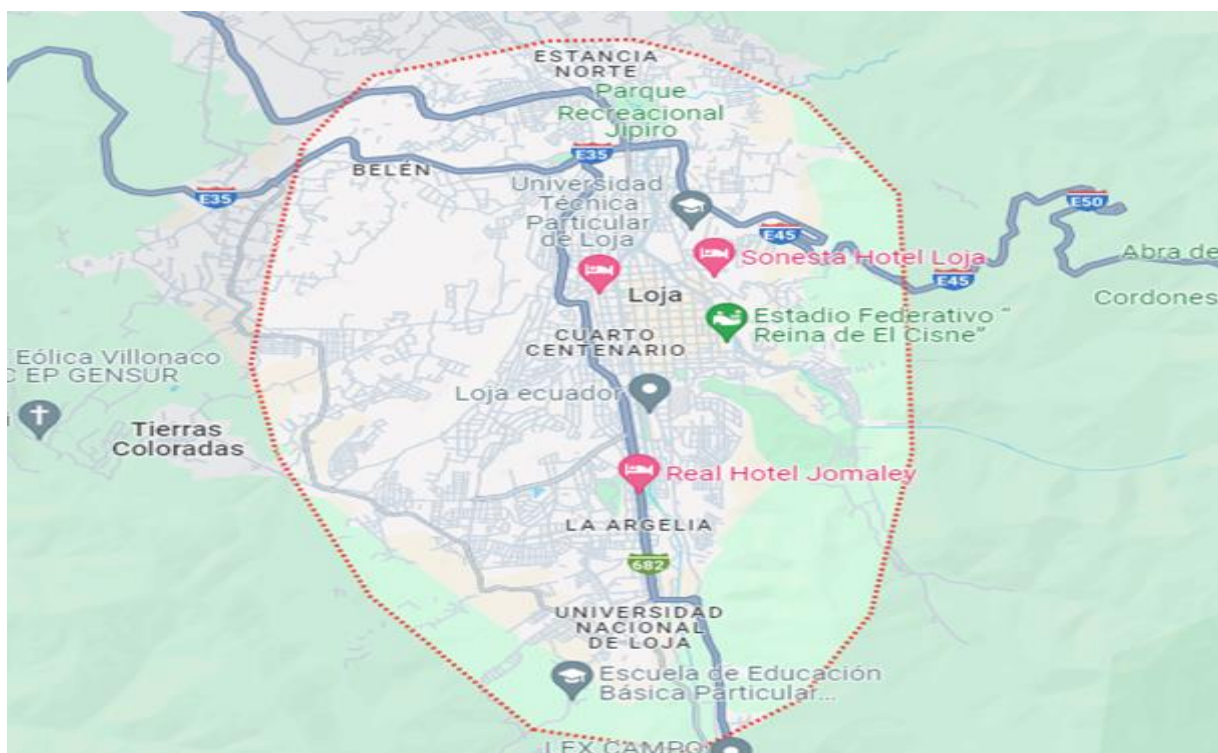 ESTANCIA
NORTE
Parque
Recreacional
Jipiro
E35
BELÉN
E35
Universidad
Técnica
Particular
de Loja
E50
E45
Sonesta Hotel Loja
Abra de
E45
Loja
Cordones
Estadio Federativo "
Reina de El Cisne"
CUARTO
CENTENARIO
Eólica Villonaco
C EP GENSUR
Loja ecuador
Tierras
Coloradas
Real Hotel Jomaley
LA ARGELIA
682
UNIVERSIDAD
NACIONAL
DE LOJA
Escuela de Educación
Básica Particular...
LEX CAMPO